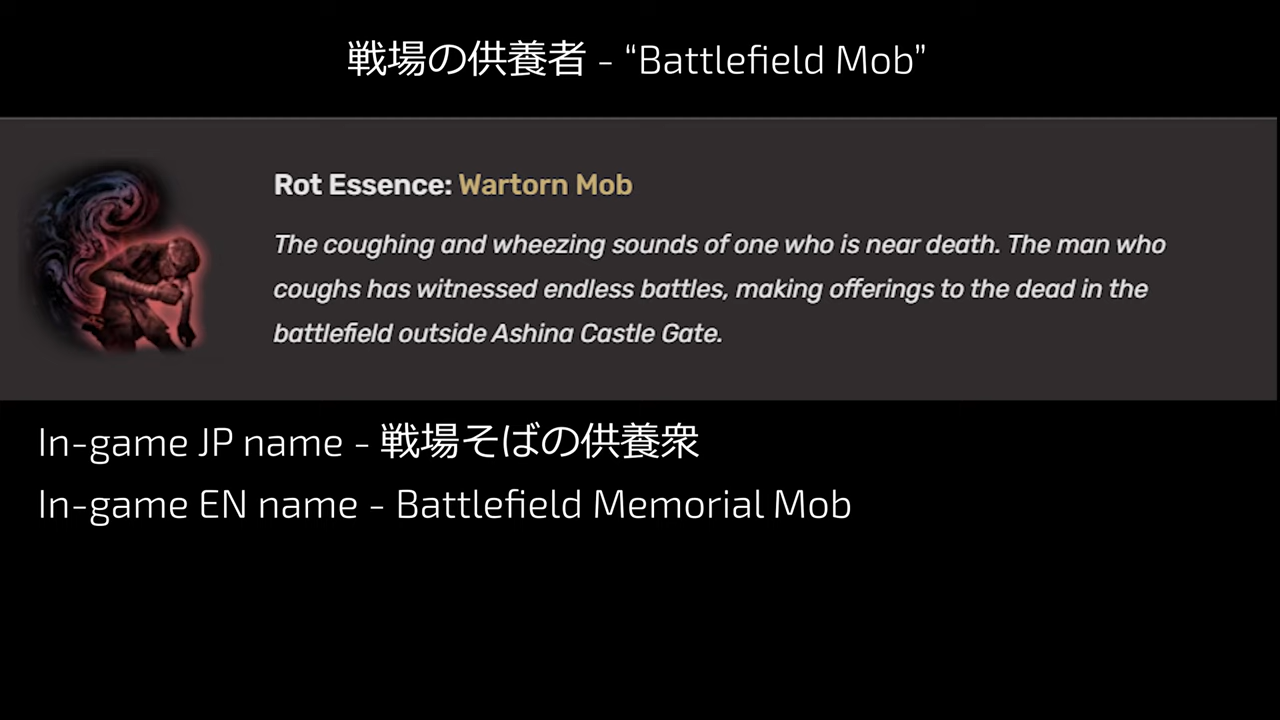 戦場の供養者 - “Battlefield Mob”
Rot Essence: Wartorn Mob
The coughing and wheezing sounds of one who is near death. The man who
coughs has witnessed endless battles, making offerings to the dead in the
battlefield outside Ashina Castle Gate.
In-game JP name - 戦場そばの供養衆
In-game EN name - Battlefield Memorial Mob